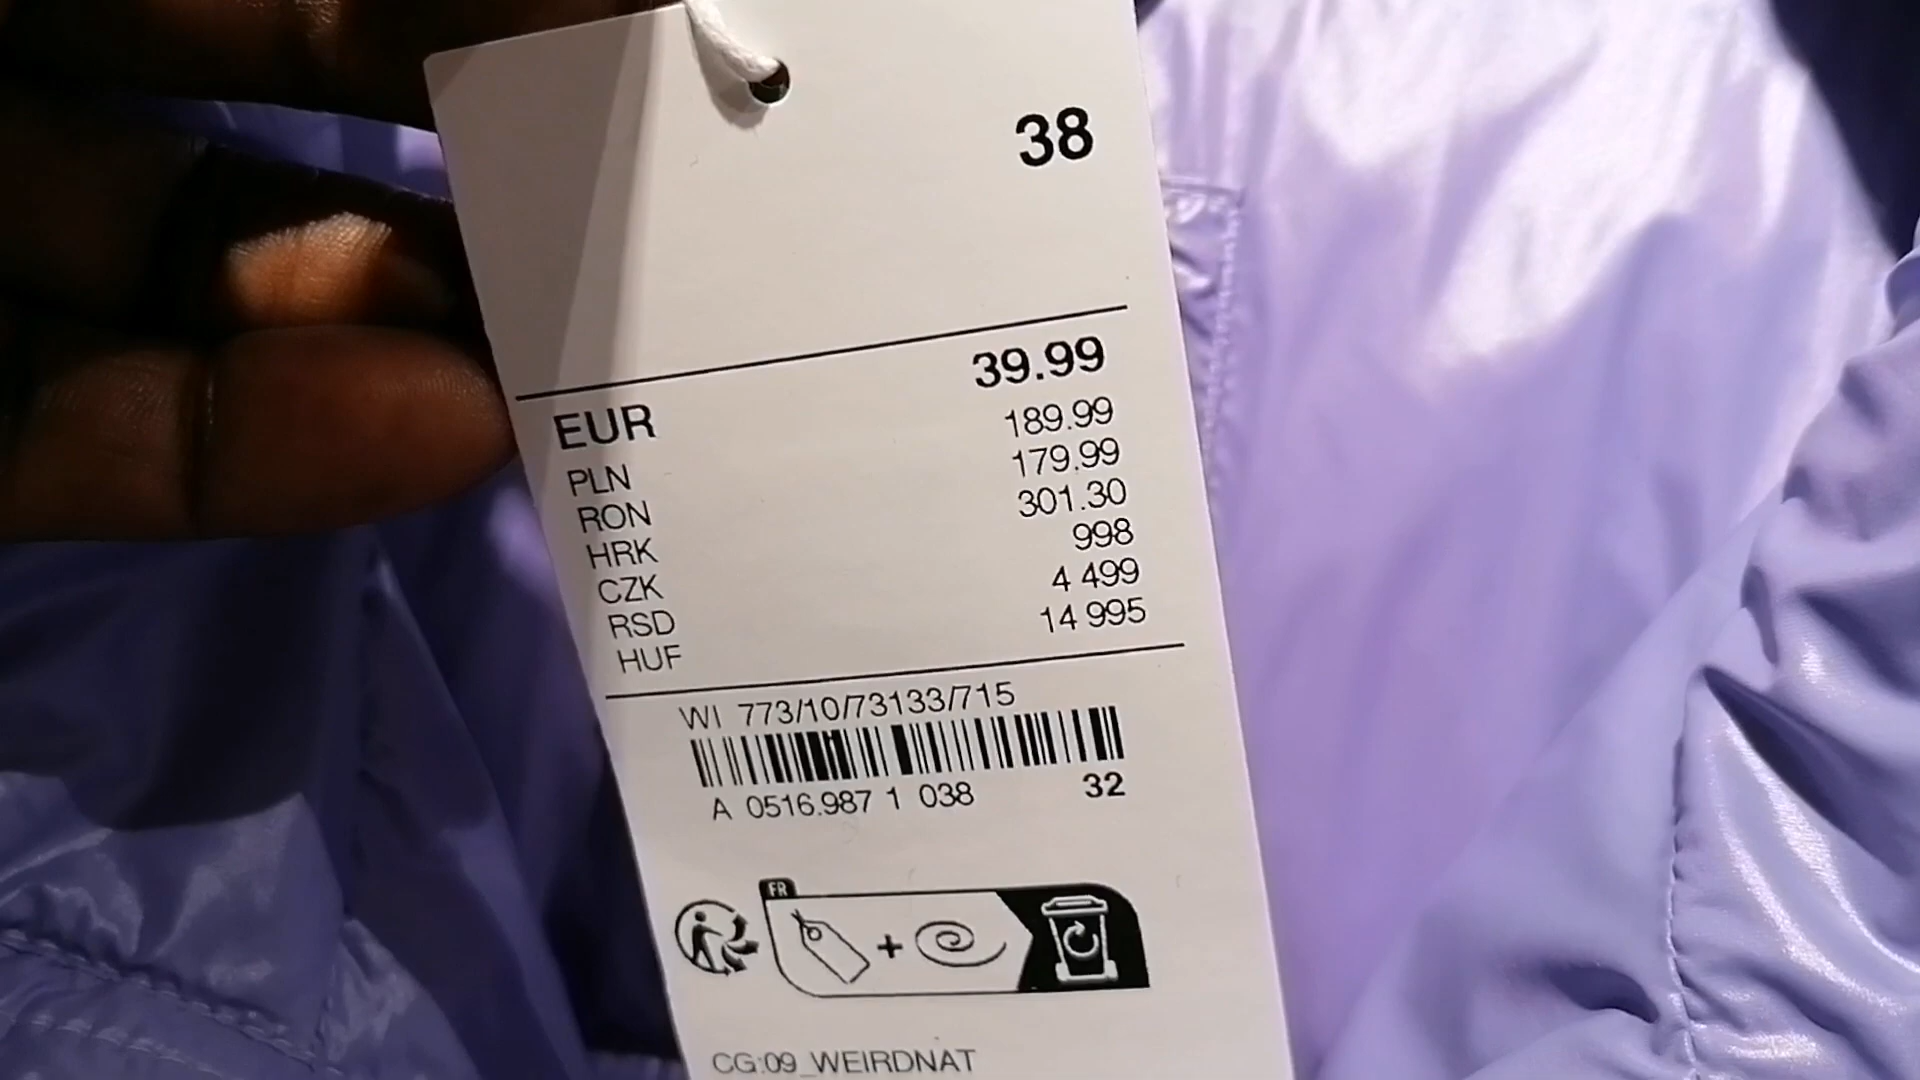 38
EUR 39.99
PLN 189.99
RON 179.99
HRK 301.30
CZK 998
RSD 4 499
HUF 14 995
WI 773/10/73133/715
A 0516.987 1 038 32
FR
+
CG:09_WEIRDNAT